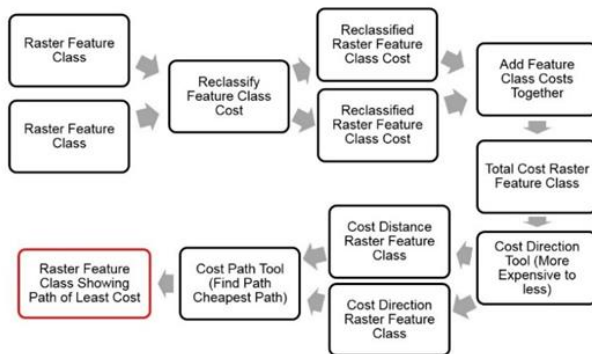 Raster Feature
Class
Raster Feature
Class
Reclassify
Feature Class
Cost
Reclassified
Raster Feature
Class Cost
Reclassified
Raster Feature
Class Cost
Add Feature
Class Costs
Together
Total Cost Raster
Feature Class
Cost Direction
Tool (More
Expensive to
less)
Cost Distance
Raster Feature
Class
Cost Direction
Raster Feature
Class
Cost Path Tool
(Find Path
Cheapest Path)
Raster Feature
Class Showing
Path of Least Cost